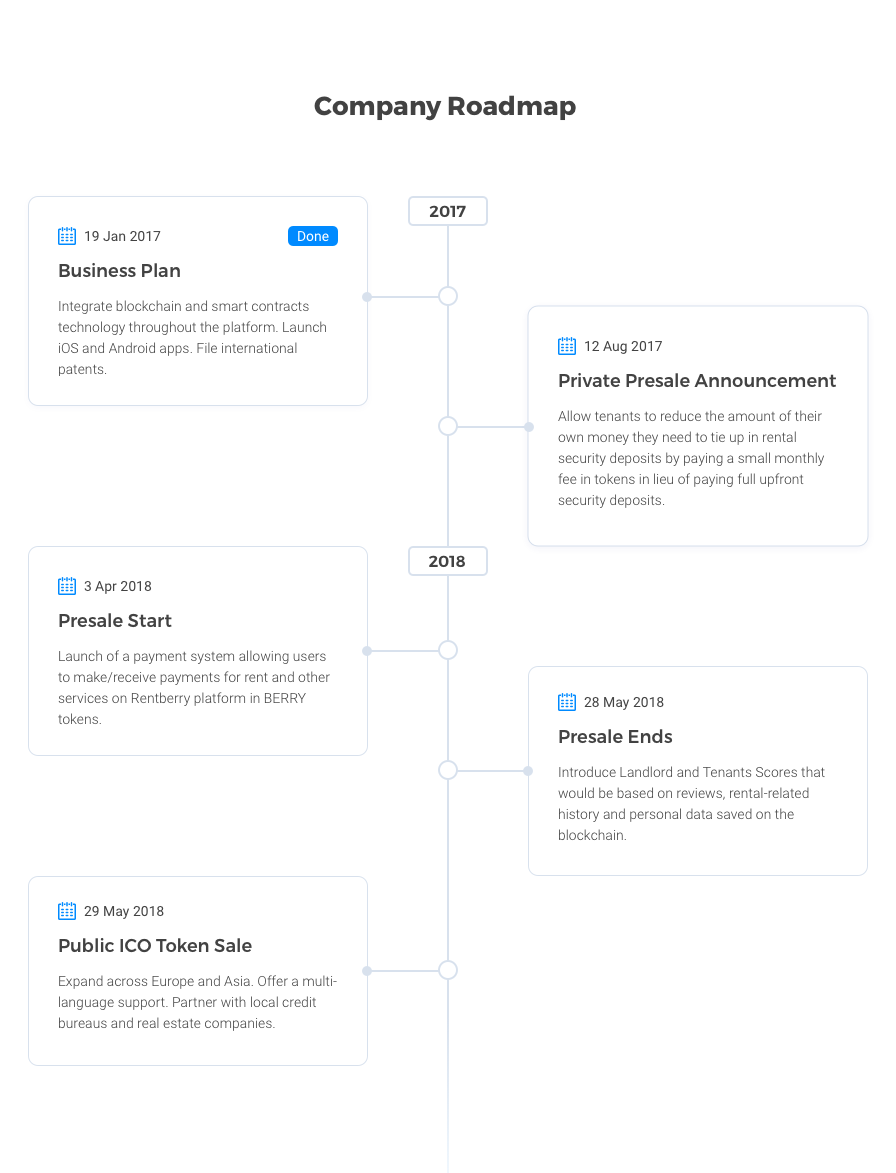 Company Roadmap
2017
19 Jan 2017 Done
Business Plan
Integrate blockchain and smart contracts
technology throughout the platform. Launch
iOS and Android apps. File international
patents.
12 Aug 2017
Private Presale Announcement
Allow tenants to reduce the amount of their
own money they need to tie up in rental
security deposits by paying a small monthly
fee in tokens in lieu of paying full upfront
security deposits.
2018
3 Apr 2018
Presale Start
Launch of a payment system allowing users
to make/receive payments for rent and other
services on Rentberry platform in BERRY
tokens.
28 May 2018
Presale Ends
Introduce Landlord and Tenants Scores that
would be based on reviews, rental-related
history and personal data saved on the
blockchain.
29 May 2018
Public ICO Token Sale
Expand across Europe and Asia. Offer a multi-
language support. Partner with local credit
bureaus and real estate companies.